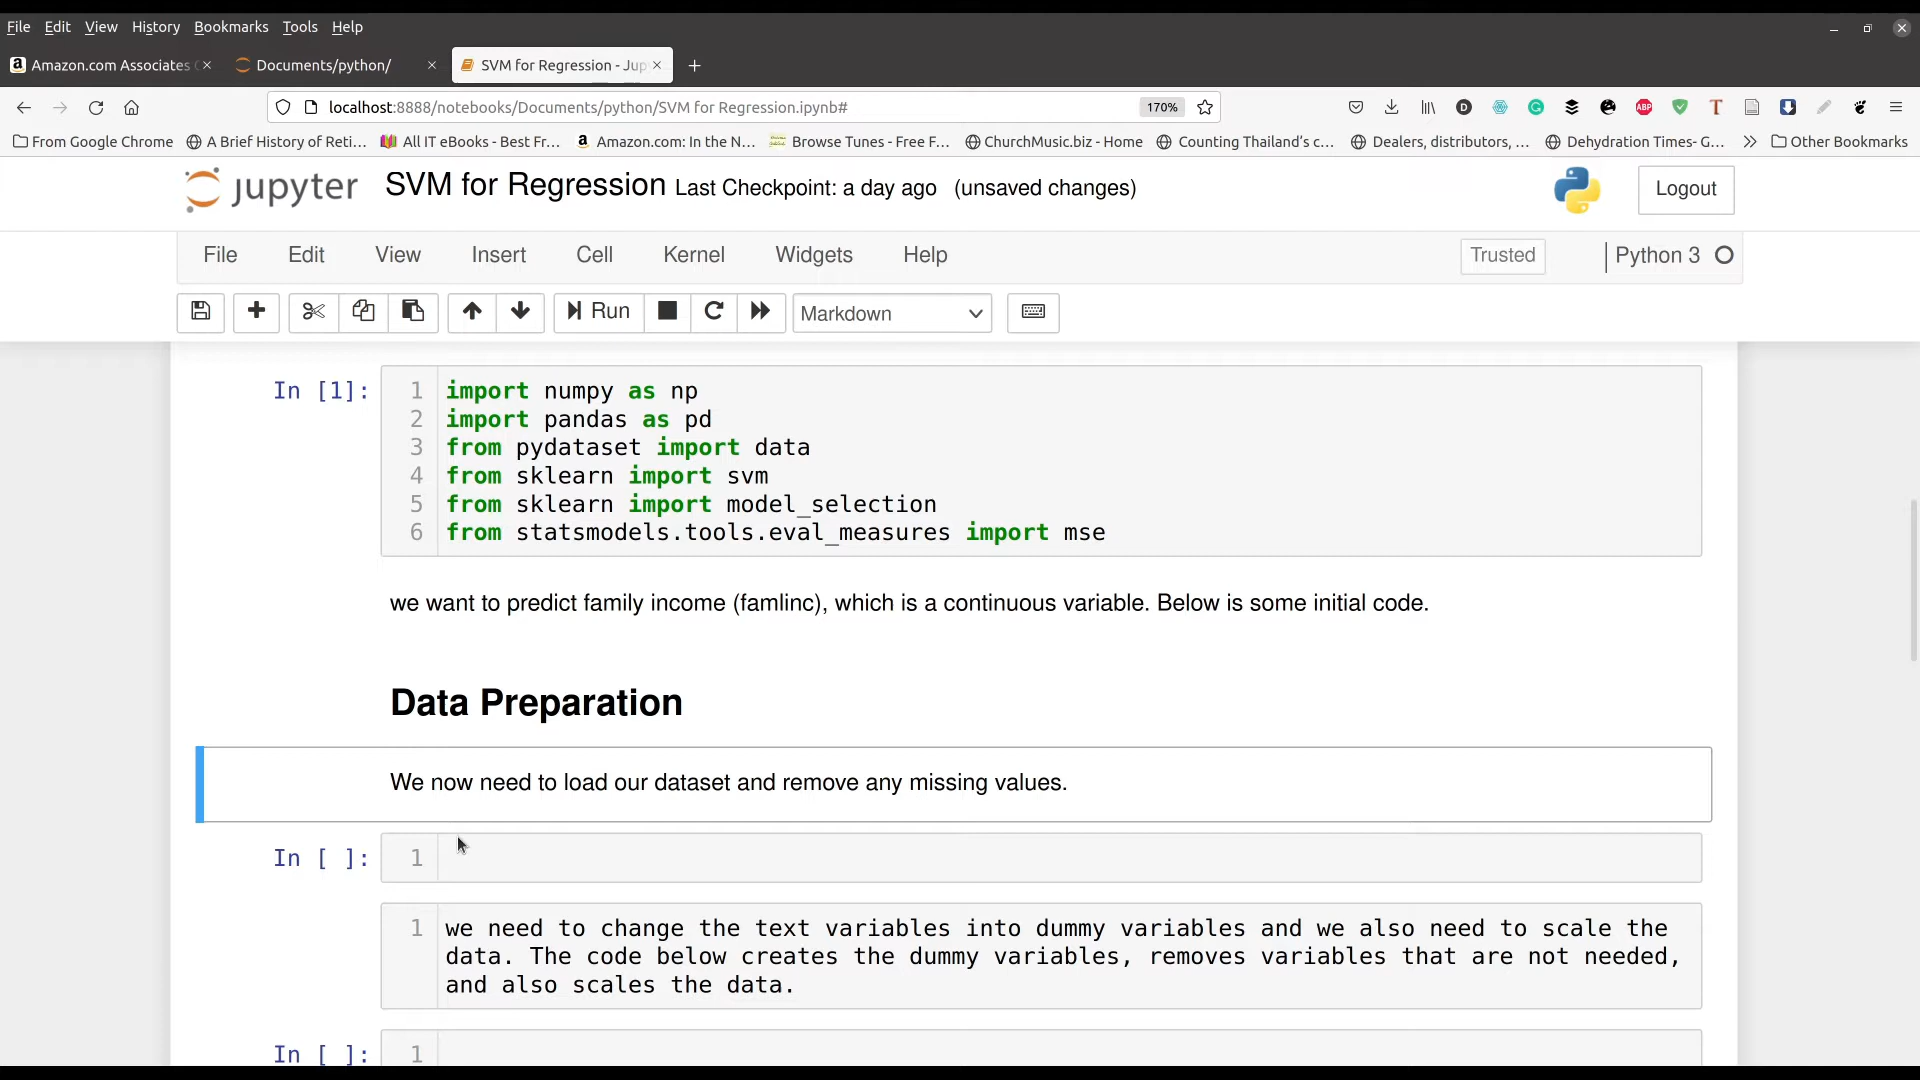 File Edit View History Bookmarks Tools Help
Amazon.com Associates
Documents/python/
SVM for Regression - Jup
localhost:8888/notebooks/Documents/python/SVM for Regression.ipynb#
170%
From Google Chrome
A Brief History of Reti...
All IT eBooks - Best Fr...
Amazon.com: In the N...
Browse Tunes - Free F...
ChurchMusic.biz - Home
Counting Thailand's c...
Dealers, distributors, ...
Dehydration Times- G...
Other Bookmarks
jupyter SVM for Regression Last Checkpoint: a day ago (unsaved changes)
Logout
File Edit View Insert Cell Kernel Widgets Help
Trusted
Python 3
Run
Markdown
In [1]:
1 import numpy as np
2 import pandas as pd
3 from pydataset import data
4 from sklearn import svm
5 from sklearn import model_selection
6 from statsmodels.tools.eval_measures import mse
we want to predict family income (famlinc), which is a continuous variable. Below is some initial code.
Data Preparation
We now need to load our dataset and remove any missing values.
In [ ]: 1
1 we need to change the text variables into dummy variables and we also need to scale the
data. The code below creates the dummy variables, removes variables that are not needed,
and also scales the data.
In [ ]: 1